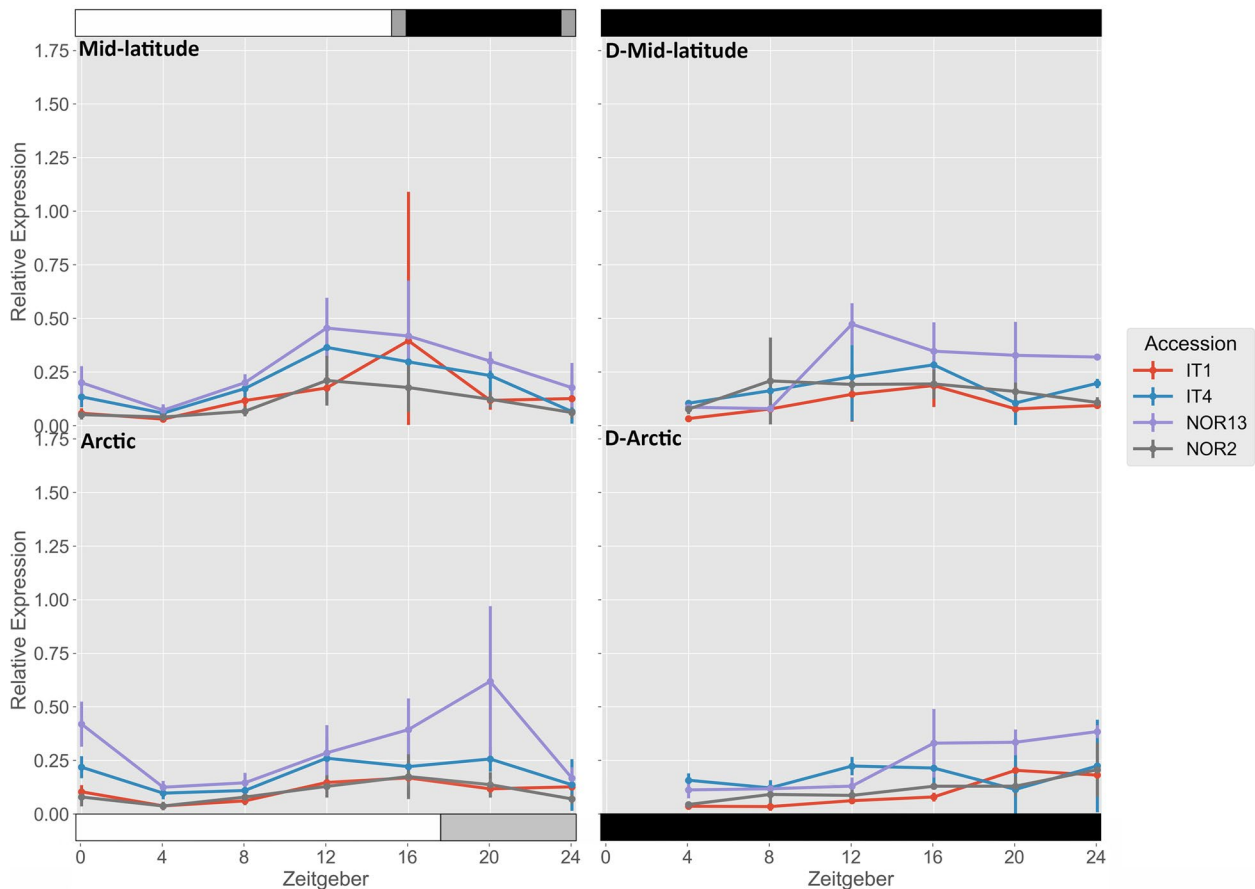 Mid-latitude
D-Mid-latitude
1.75
1.50
1.25
1.00
0.75
0.50
0.25
0.00
Relative Expression
Accession
IT1
IT4
NOR13
NOR2
Arctic
D-Arctic
1.75
1.50
1.25
1.00
0.75
0.50
0.25
0.00
Relative Expression
0 4 8 12 16 20 24
0 4 8 12 16 20 24
Zeitgeber
Zeitgeber